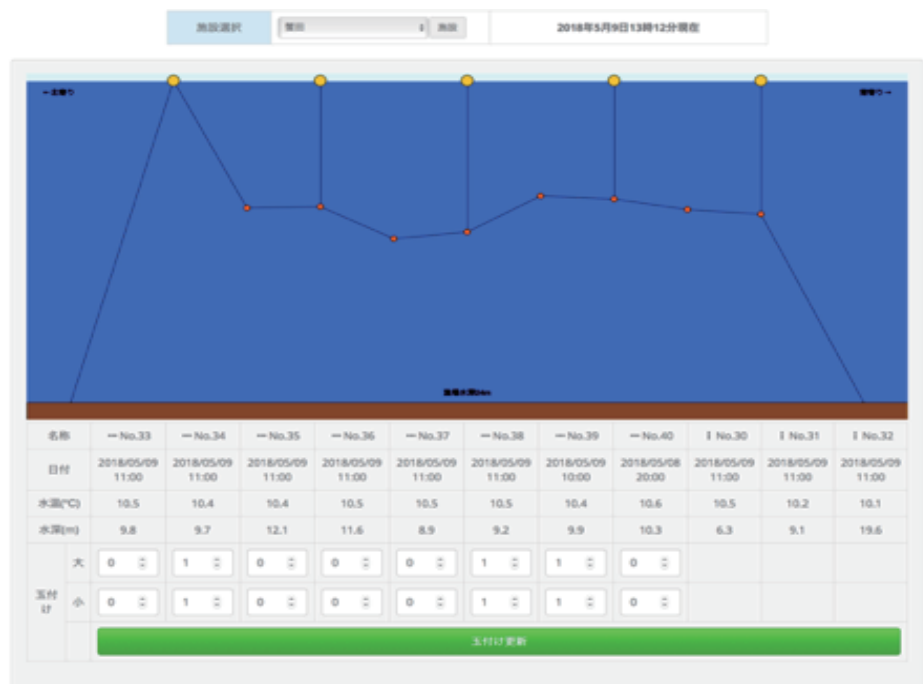 施設選択 蟹田 施設 2018年5月9日13時12分現在
漁場水深24m
名称 ━ No.33 ━ No.34 ━ No.35 ━ No.36 ━ No.37 ━ No.38 ━ No.39 ━ No.40 ┃ No.30 ┃ No.31 ┃ No.32
日付 2018/05/09 11:00 2018/05/09 11:00 2018/05/09 11:00 2018/05/09 11:00 2018/05/09 11:00 2018/05/09 11:00 2018/05/09 10:00 2018/05/08 20:00 2018/05/09 11:00 2018/05/09 11:00 2018/05/09 11:00
水温(℃) 10.5 10.4 10.4 10.5 10.5 10.5 10.4 10.6 10.5 10.2 10.1
水深(m) 9.8 9.7 12.1 11.6 8.9 9.2 9.9 10.3 6.3 9.1 19.6
玉付け
大 0 1 0 0 0 1 1 0
小 0 1 0 0 0 1 1 0
玉付け更新